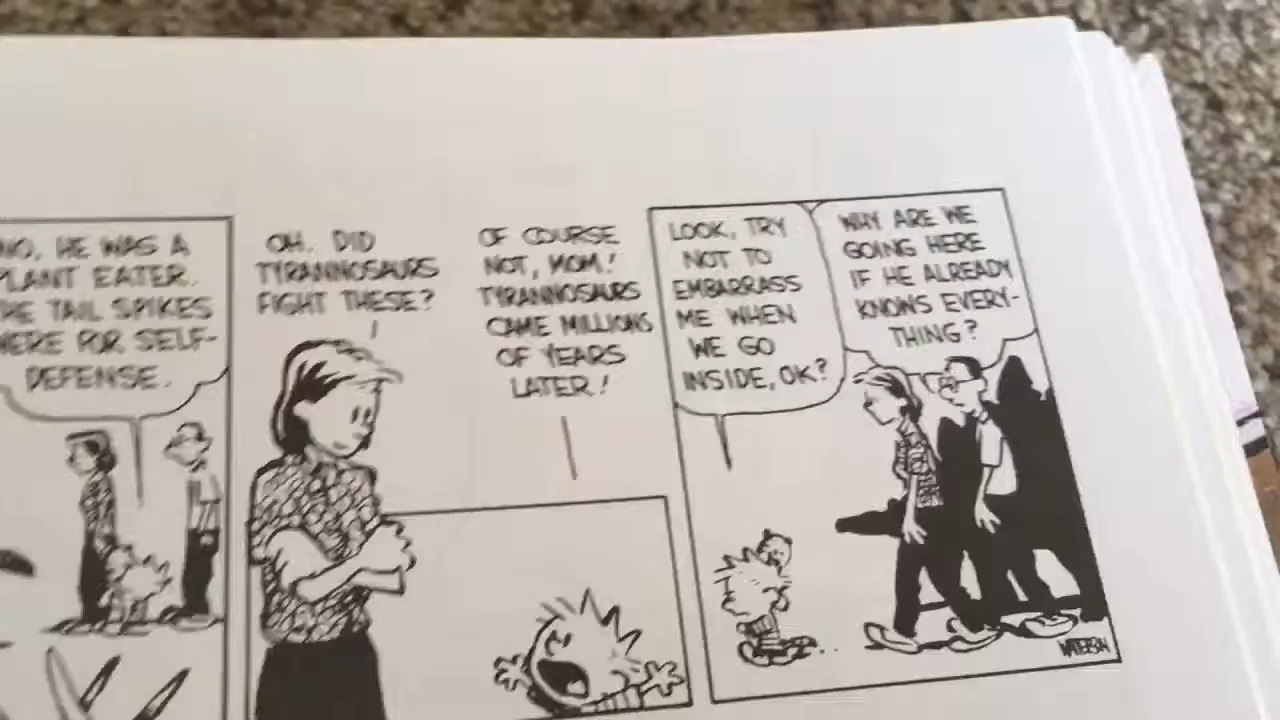 NO, HE WAS A
PLANT EATER.
THE TAIL SPIKES
WERE FOR SELF-
DEFENSE.
OH. DID
TYRANNOSAURS
FIGHT THESE?
OF COURSE
NOT, MOM!
TYRANNOSAURS
CAME MILLIONS
OF YEARS
LATER!
LOOK, TRY
NOT TO
EMBARRASS
ME WHEN
WE GO
INSIDE, OK?
WHY ARE WE
GOING HERE
IF HE ALREADY
KNOWS EVERY-
THING?
WATTERSON